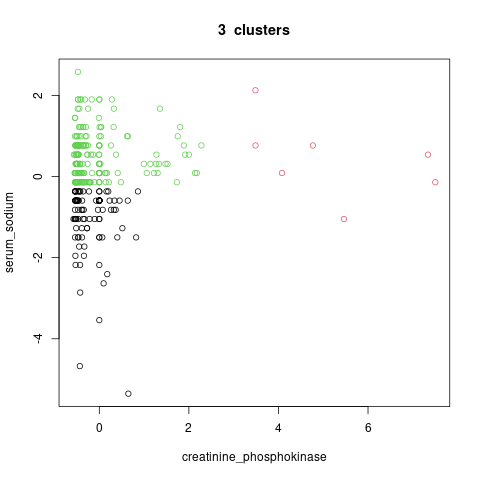 3 clusters
2
0
-2
-4
serum_sodium
0 2 4 6
creatinine_phosphokinase